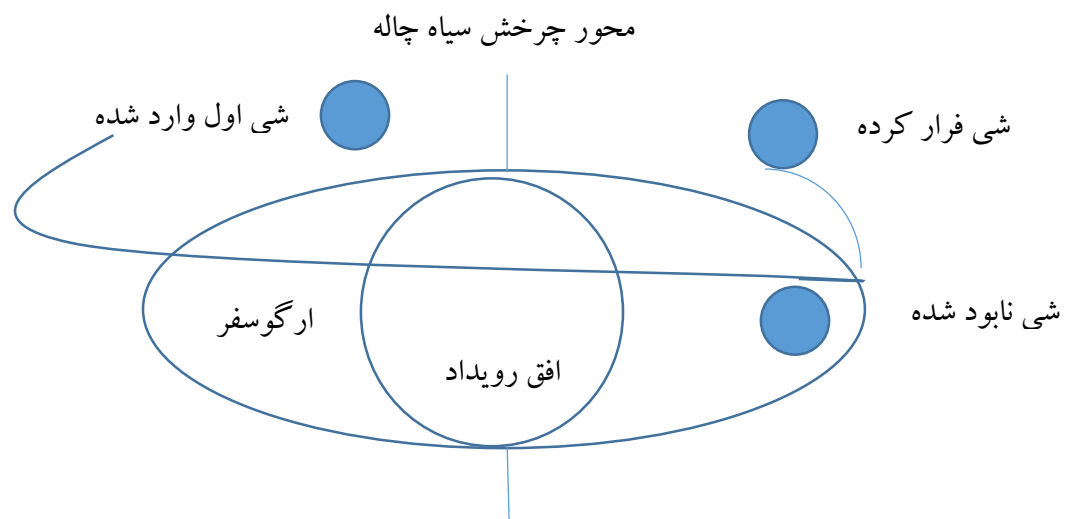 محور چرخش سیاه چاله
شی فرار کرده
شی اول وارد شده
شی نابود شده
ارگوسفر
افق رویداد